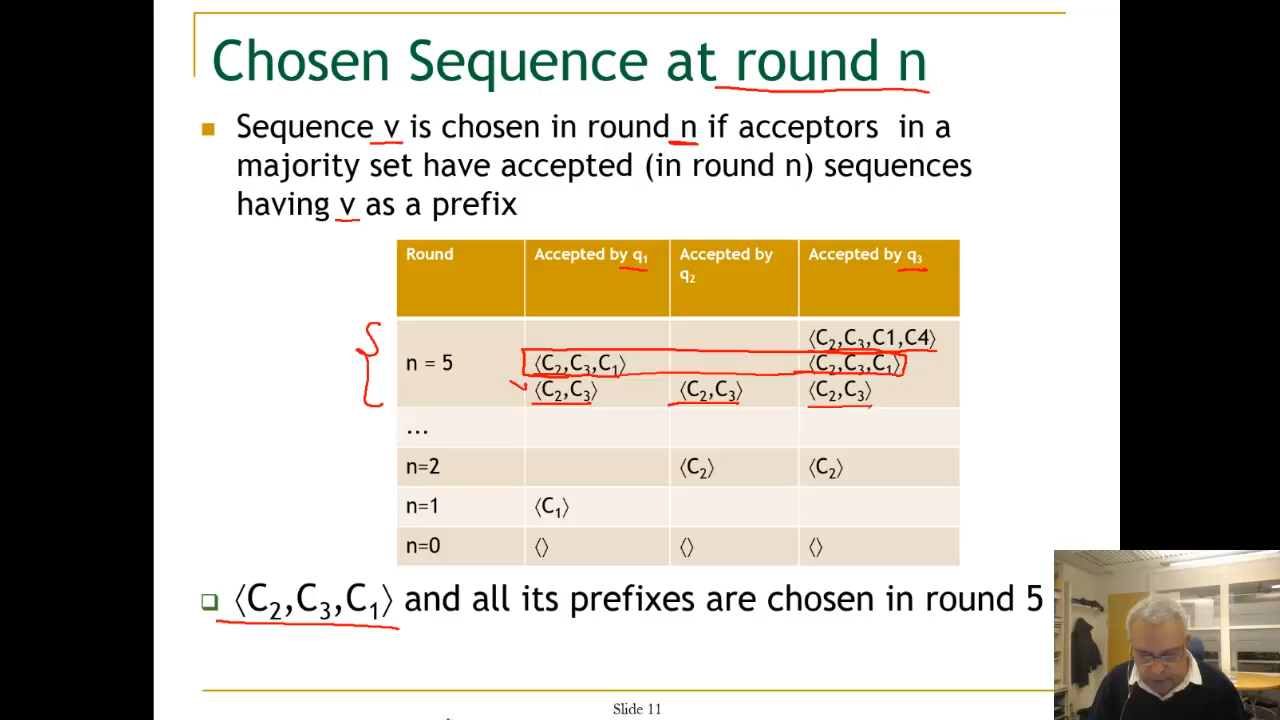 Chosen Sequence at round n
Sequence v is chosen in round n if acceptors in a
majority set have accepted (in round n) sequences
having v as a prefix
Round Accepted by q₁ Accepted by q₂ Accepted by q₃
n = 5
⟨C₂,C₃,C1,C4⟩
⟨C₂,C₃,C₁⟩ ⟨C₂,C₃,C₁⟩
⟨C₂,C₃⟩ ⟨C₂,C₃⟩ ⟨C₂,C₃⟩
...
n=2 ⟨C₂⟩ ⟨C₂⟩
n=1 ⟨C₁⟩
n=0 ⟨⟩ ⟨⟩ ⟨⟩
⟨C₂,C₃,C₁⟩ and all its prefixes are chosen in round 5
Slide 11